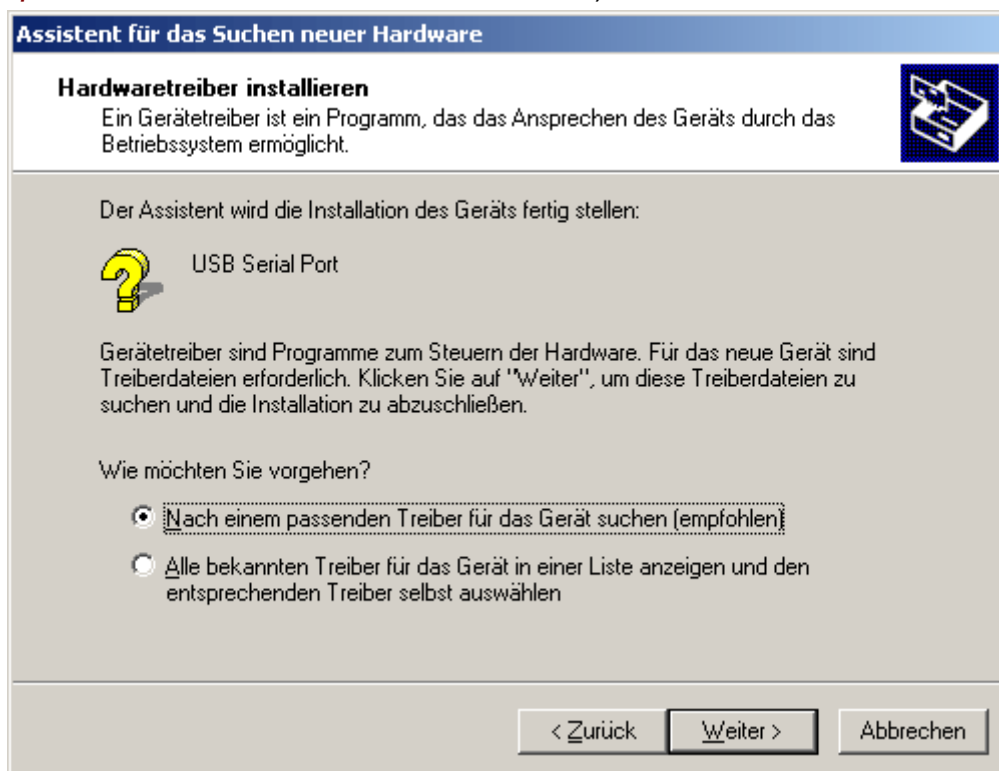 Assistent für das Suchen neuer Hardware
Hardwaretreiber installieren
Ein Gerätetreiber ist ein Programm, das das Ansprechen des Geräts durch das
Betriebssystem ermöglicht.
Der Assistent wird die Installation des Geräts fertig stellen:
USB Serial Port
Gerätetreiber sind Programme zum Steuern der Hardware. Für das neue Gerät sind
Treiberdateien erforderlich. Klicken Sie auf "Weiter", um diese Treiberdateien zu
suchen und die Installation zu abzuschließen.
Wie möchten Sie vorgehen?
Nach einem passenden Treiber für das Gerät suchen (empfohlen)
Alle bekannten Treiber für das Gerät in einer Liste anzeigen und den
entsprechenden Treiber selbst auswählen
< Zurück Weiter > Abbrechen